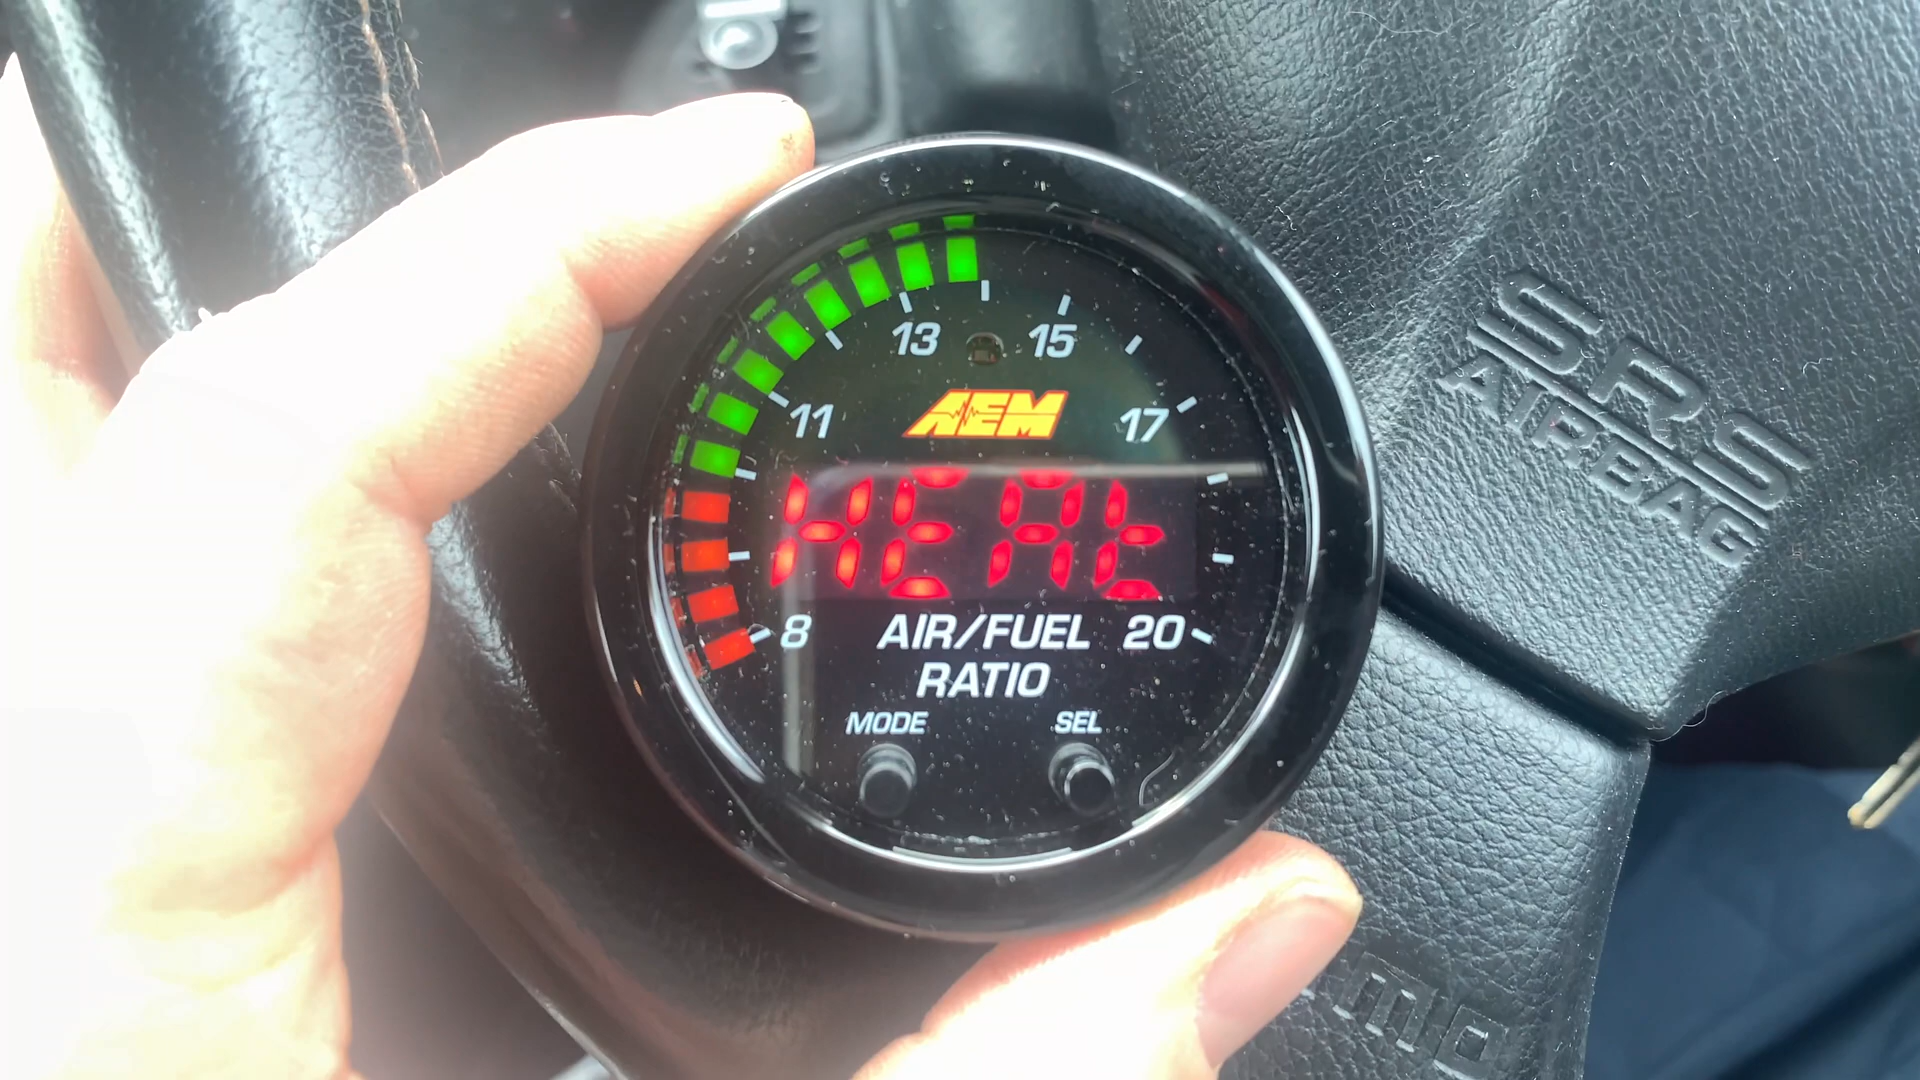 13 15
11 AEM 17
HEAt
8 AIR/FUEL 20
RATIO
MODE SEL
SRS
AIRBAG